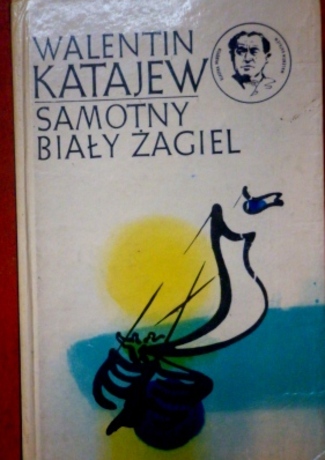 WALENTIN
KATAJEW
SAMOTNY
BIAŁY ŻAGIEL